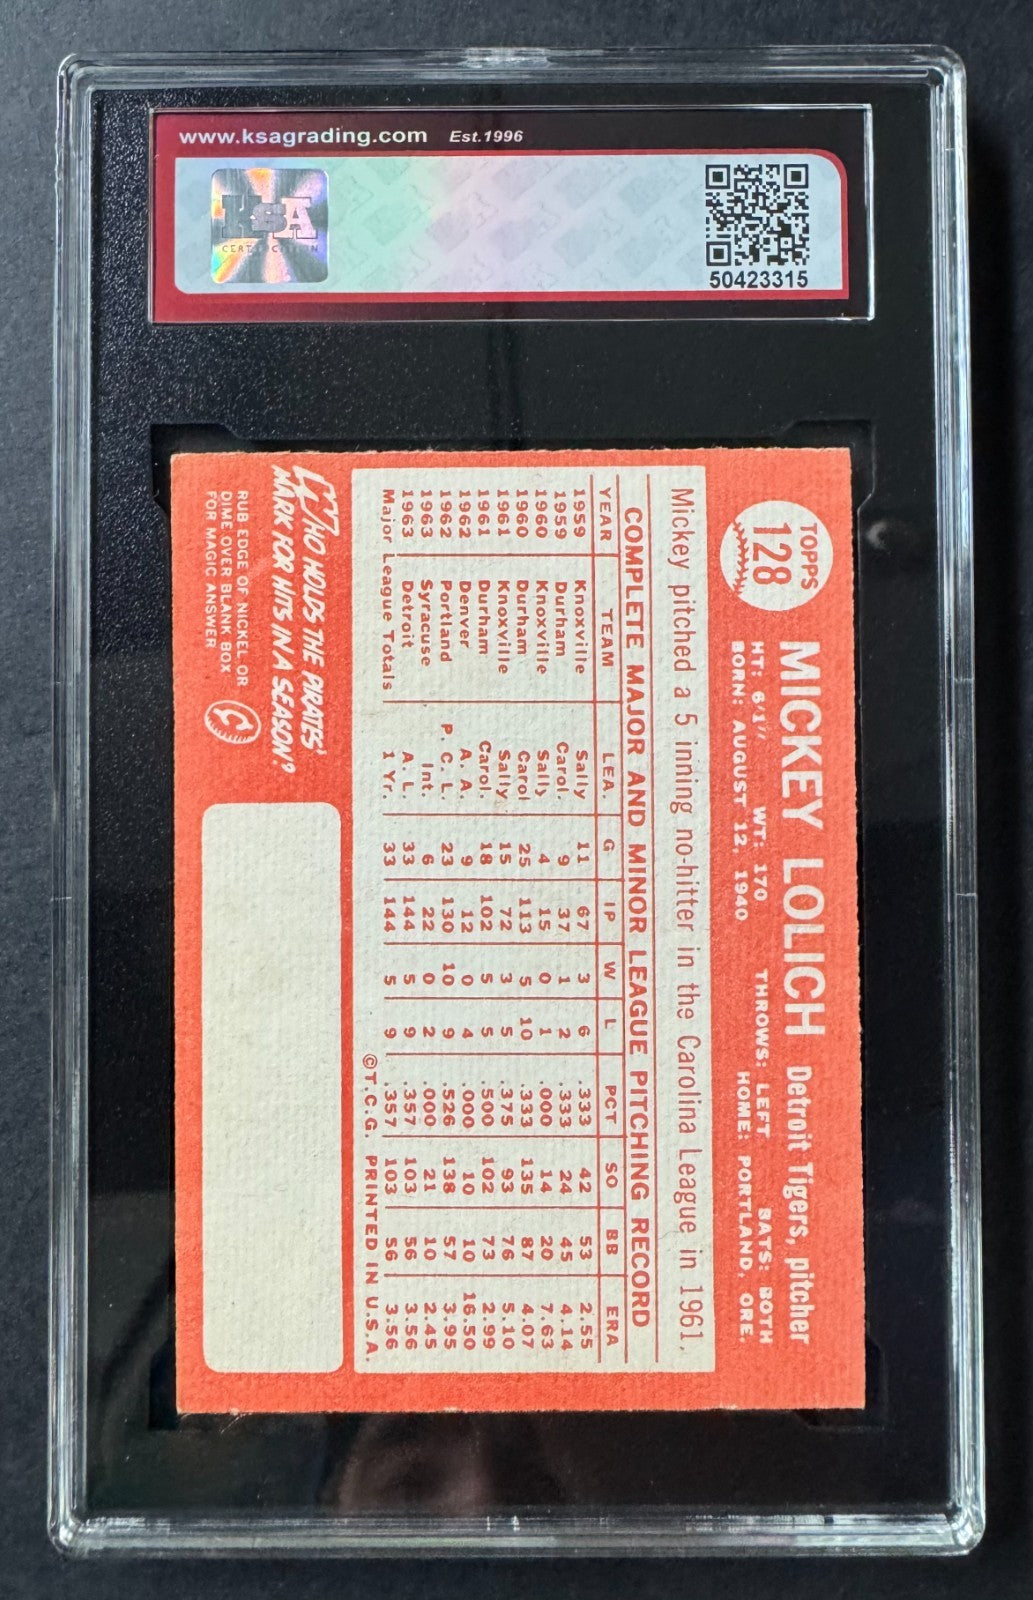 www.ksagrading.com Est.1996
KSA
CERTIFICATION
50423315
TOPPS
128
MICKEY LOLICH Detroit Tigers, pitcher
HT: 6'1" WT: 170 THROWS: LEFT BATS: BOTH
BORN: AUGUST 12, 1940 HOME: PORTLAND, ORE.
Mickey pitched a 5 inning no-hitter in the Carolina League in 1961.
COMPLETE MAJOR AND MINOR LEAGUE PITCHING RECORD
YEAR TEAM LEA. G IP W L PCT SO BB ERA
1959 Knoxville Sally 11 67 3 6 .333 42 53 2.55
1959 Durham Carol. 9 37 1 2 .333 24 45 4.14
1960 Knoxville Sally 4 15 0 1 .000 14 20 7.63
1960 Durham Carol 25 113 5 10 .333 135 87 4.07
1961 Knoxville Sally 15 72 3 5 .375 93 76 5.10
1961 Durham Carol. 18 102 5 5 .500 102 73 2.99
1962 Denver A. A. 9 12 0 4 .000 10 10 16.50
1962 Portland P. C. L. 23 130 10 9 .526 138 57 3.95
1963 Syracuse Int. 6 22 0 2 .000 21 10 2.45
1963 Detroit A. L. 33 144 5 9 .357 103 56 3.56
Major League Totals 1 Yr. 33 144 5 9 .357 103 56 3.56
©T.C.G. PRINTED IN U.S.A.
WHO HOLDS THE PIRATES'
MARK FOR HITS IN A SEASON?
RUB EDGE OF NICKEL OR
DIME OVER BLANK BOX
FOR MAGIC ANSWER